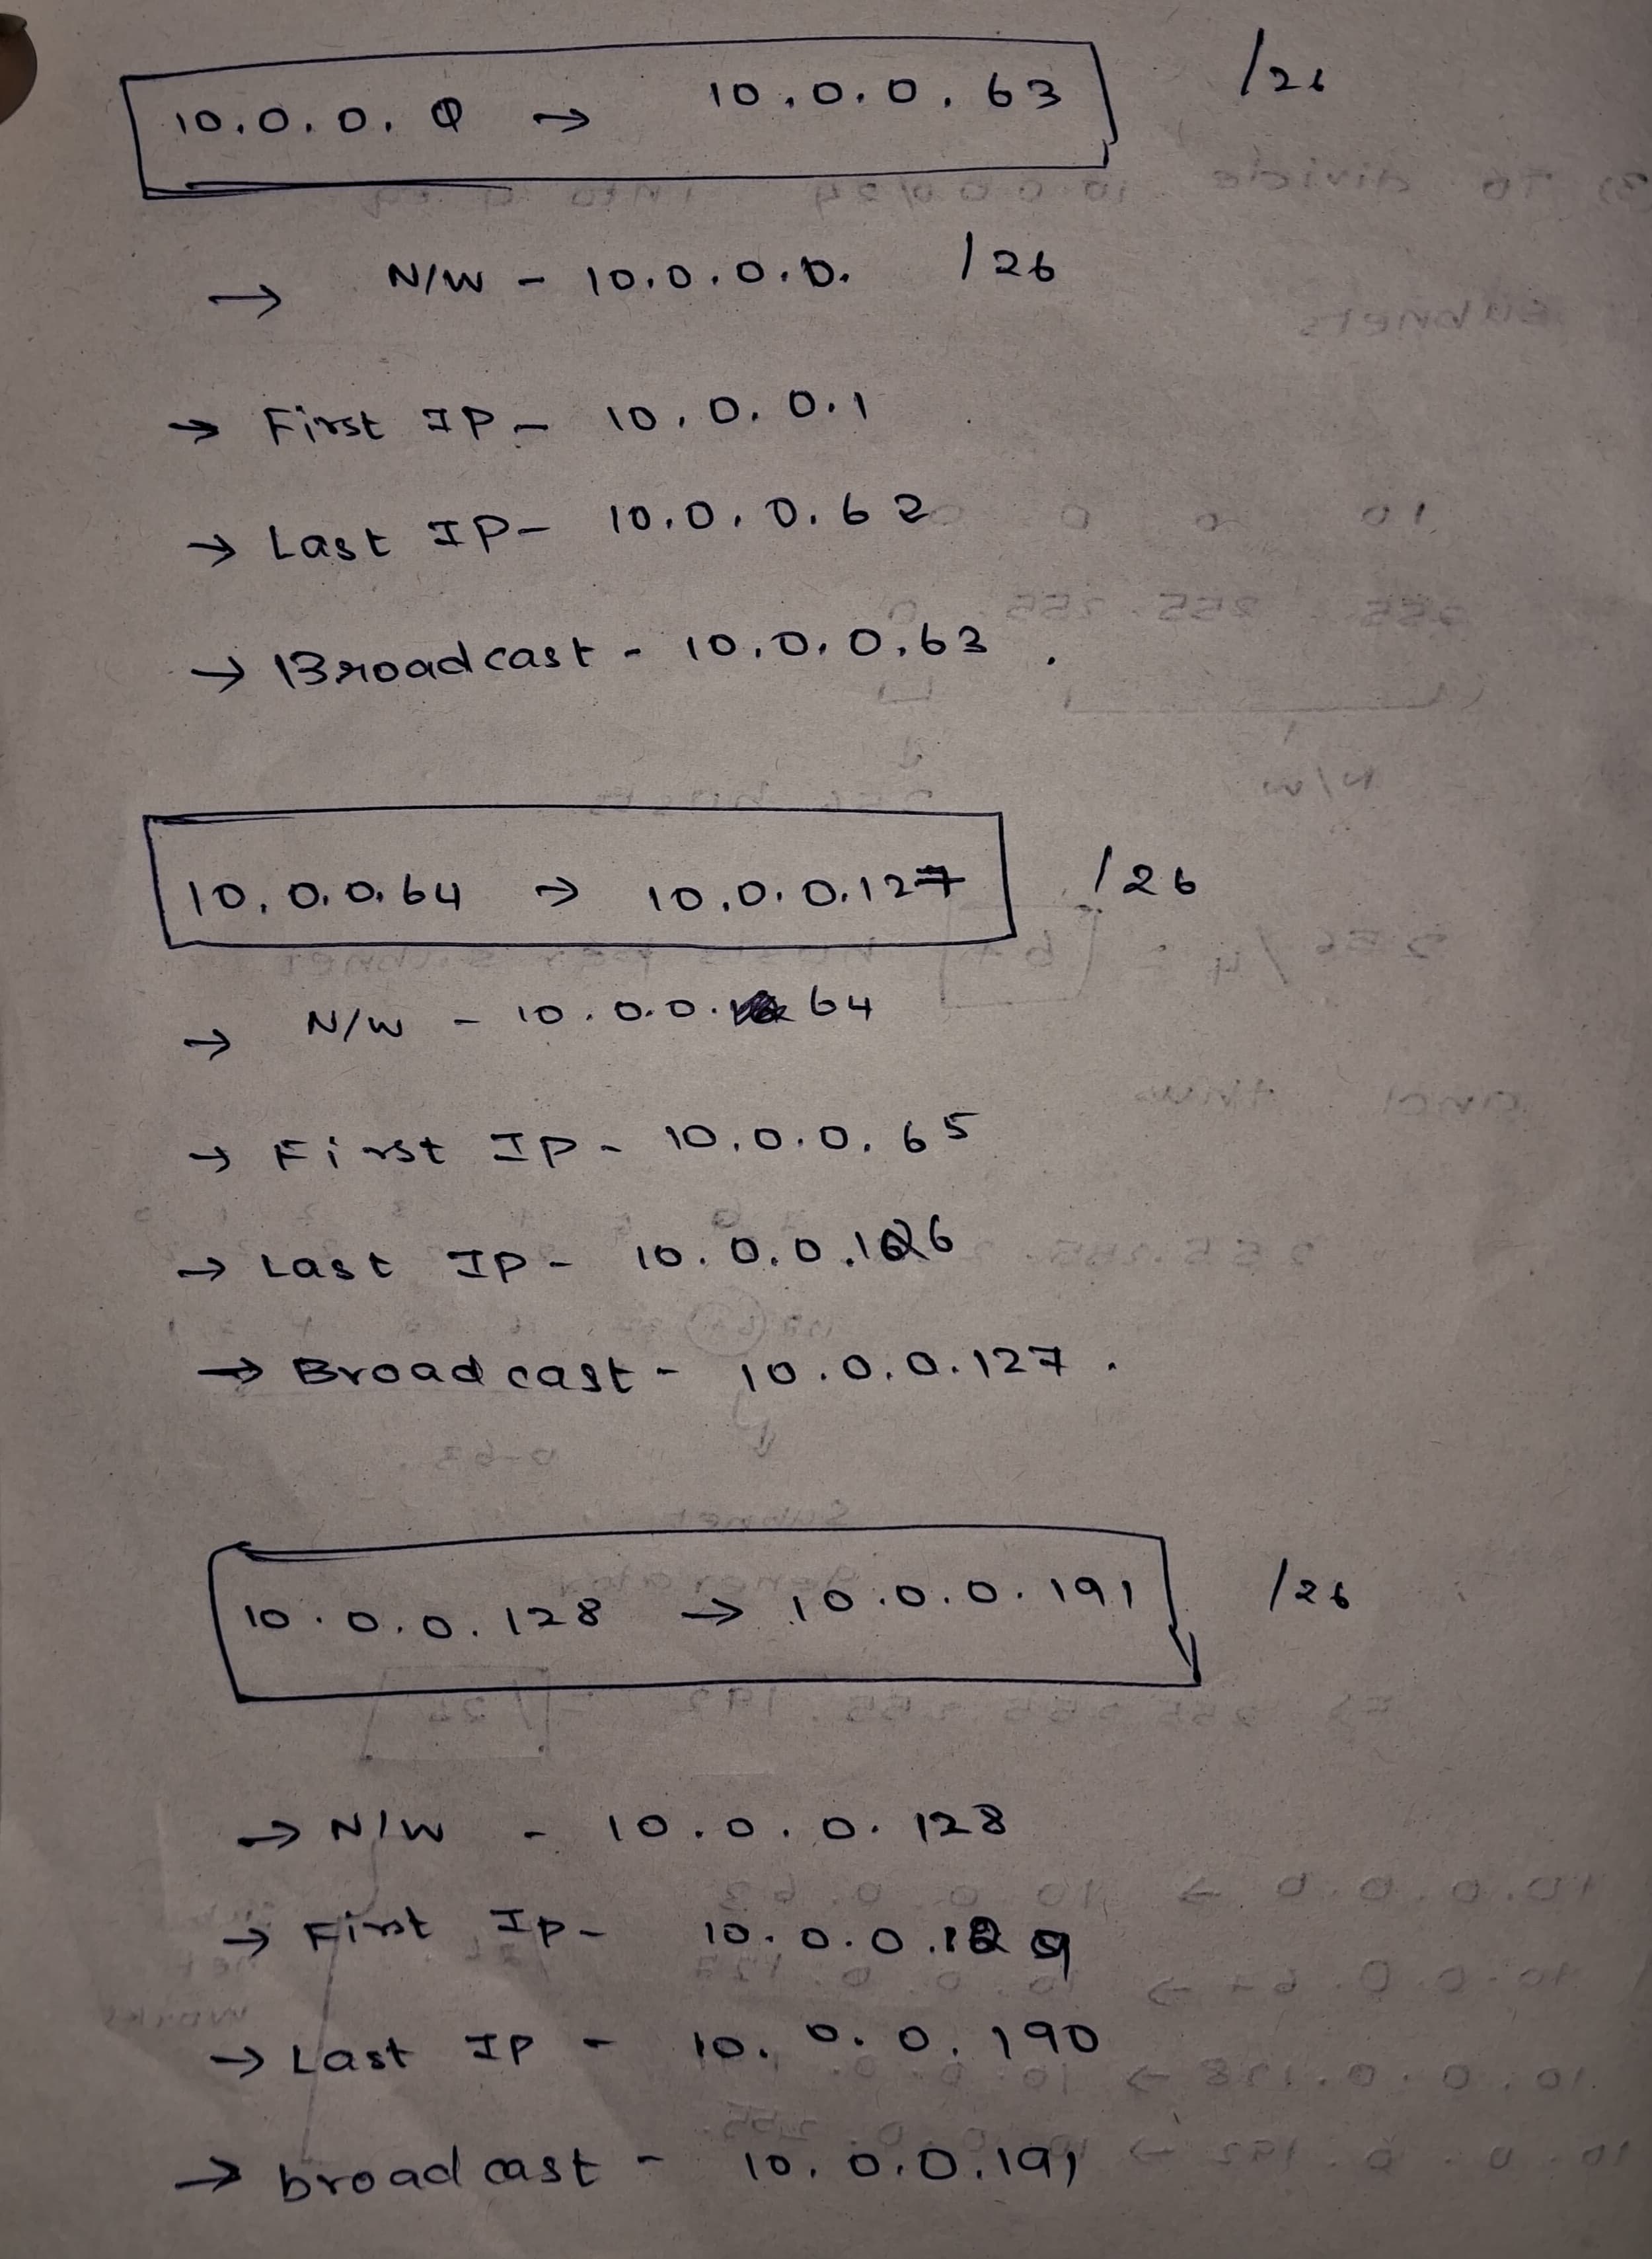 10.0.0.0 → 10.0.0.63 /26
→ N/W - 10.0.0.0. /26
→ First IP - 10.0.0.1
→ Last IP - 10.0.0.62
→ Broadcast - 10.0.0.63.
10.0.0.64 → 10.0.0.127 /26
→ N/W - 10.0.0.64
→ First IP - 10.0.0.65
→ Last IP - 10.0.0.126
→ Broadcast - 10.0.0.127.
10.0.0.128 → 10.0.0.191 /26
→ N/W - 10.0.0.128
→ First Ip - 10.0.0.129
→ Last IP - 10.0.0.190
→ broadcast - 10.0.0.191